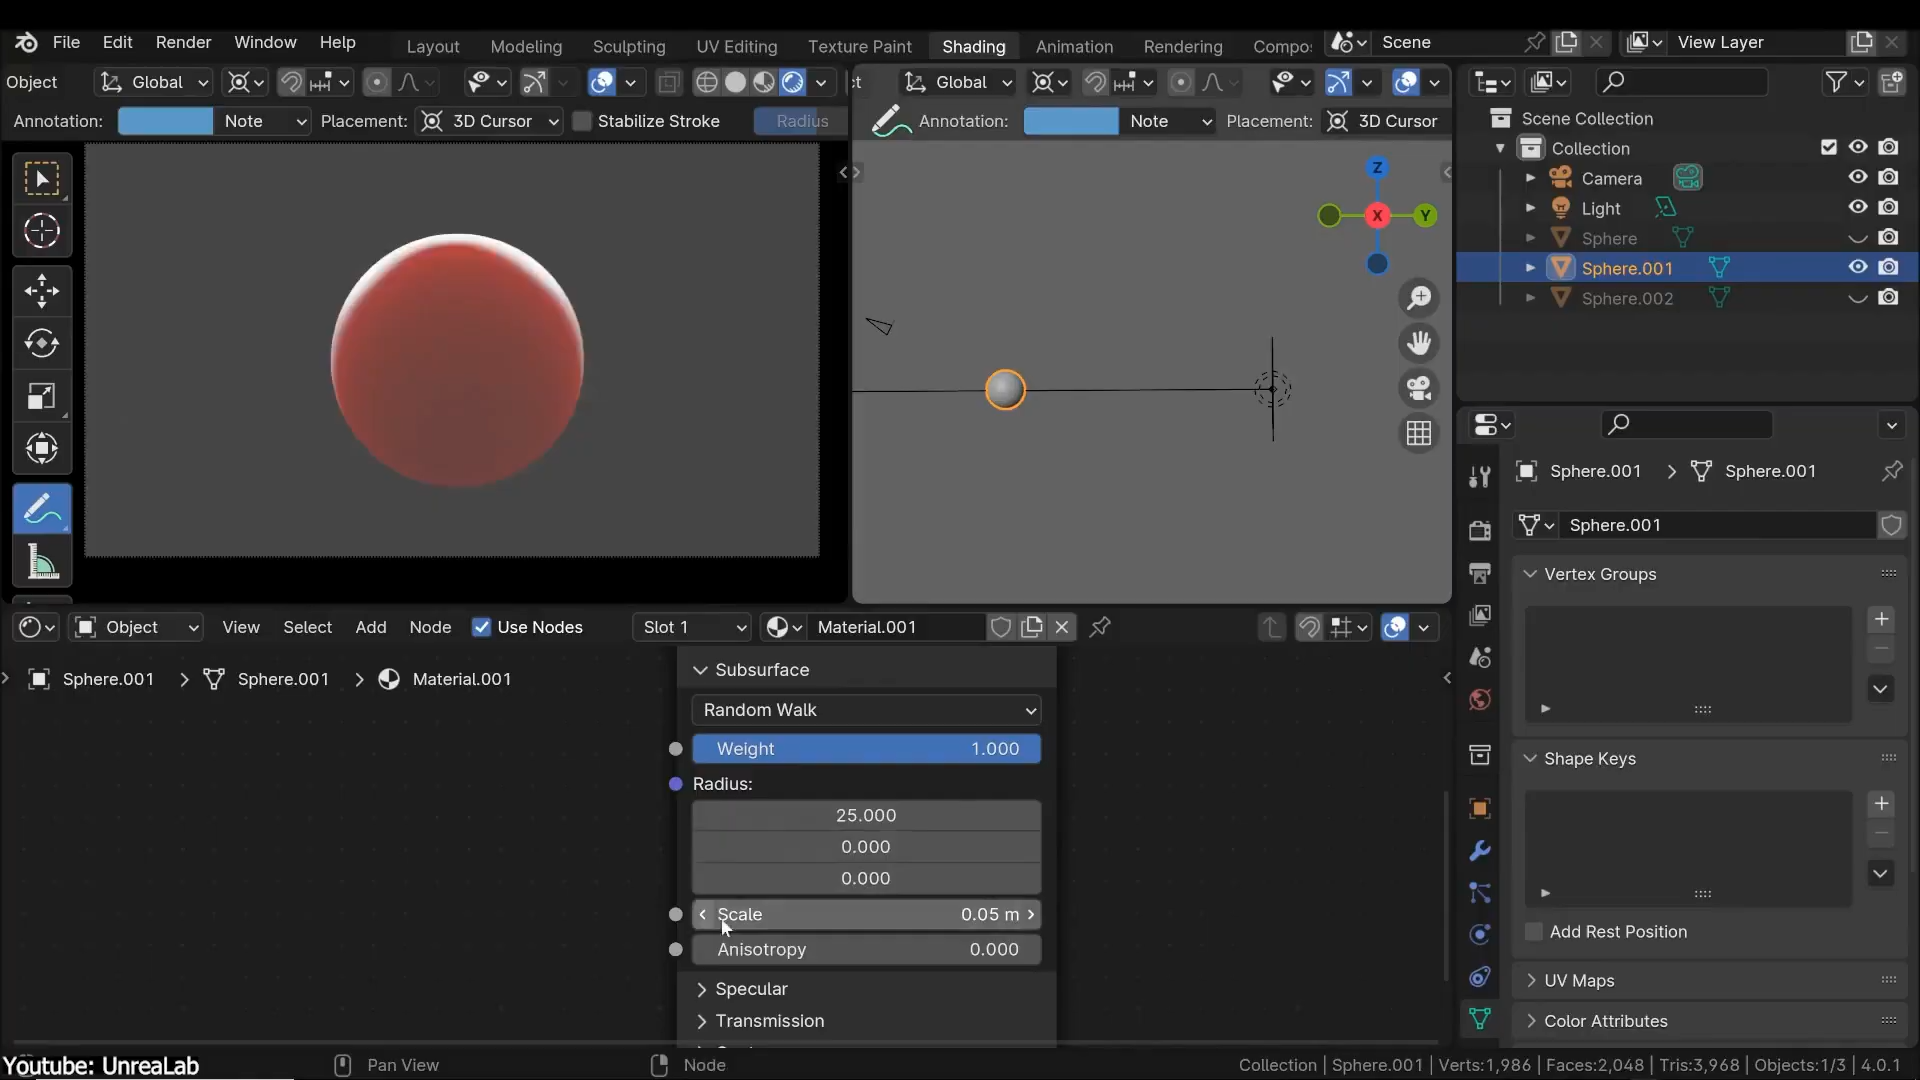 File Edit Render Window Help Layout Modeling Sculpting UV Editing Texture Paint Shading Animation Rendering Compo Scene View Layer
Object Global Global
Annotation: Note Placement: 3D Cursor Stabilize Stroke Radius Annotation: Note Placement: 3D Cursor
Z
X
Y
Scene Collection
Collection
Camera
Light
Sphere
Sphere.001
Sphere.002
Sphere.001 > Sphere.001
Sphere.001
Vertex Groups
Shape Keys
Add Rest Position
UV Maps
Color Attributes
Object View Select Add Node Use Nodes Slot 1 Material.001
Sphere.001 > Sphere.001 > Material.001
Subsurface
Random Walk
Weight 1.000
Radius:
25.000
0.000
0.000
Scale 0.05 m
Anisotropy 0.000
Specular
Transmission
Youtube: UnreaLab Pan View Node Collection | Sphere.001 | Verts:1,986 | Faces:2,048 | Tris:3,968 | Objects:1/3 | 4.0.1